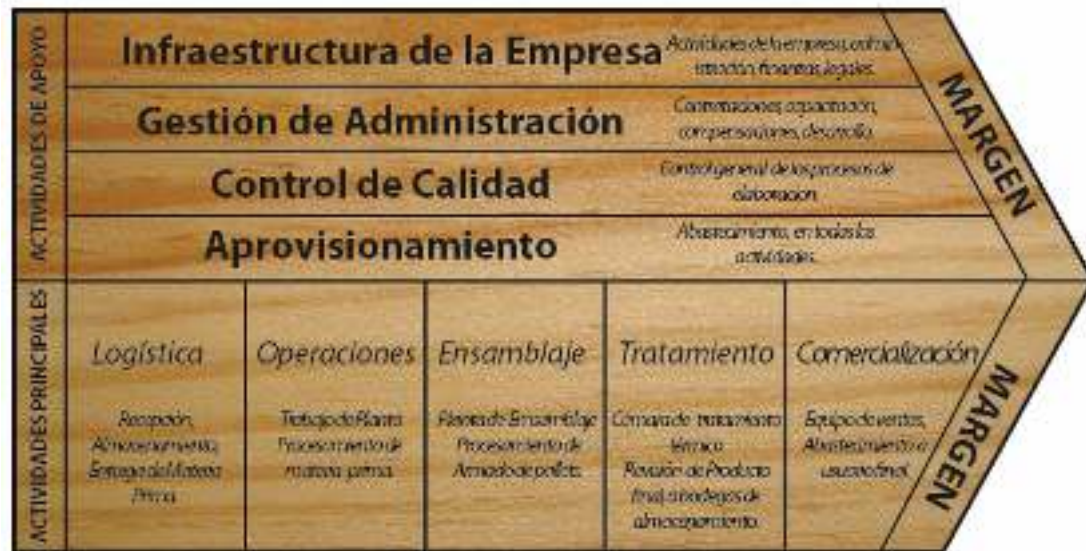 ACTIVIDADES DE APOYO
Infraestructura de la Empresa
Actividades de la empresa, admini-
stración, finanzas, legales.
Gestión de Administración
Contrataciones, capacitación,
compensaciones, desarrollo.
Control de Calidad
Control general de los procesos de
elaboracion.
Aprovisionamiento
Abastecimiento, en todas las
actividades.
MARGEN
ACTIVIDADES PRINCIPALES
Logística
Recepción,
Almacenamiento,
Entrega de Materia
Prima.
Operaciones
Trabajo de Planta
Procesamiento de
materia prima.
Ensamblaje
Planta de Ensamblaje
Procesamiento de
Armado de pallets.
Tratamiento
Cámara de tratamiento
térmico
Revisión de Producto
final, a bodegas de
almacenamiento.
Comercialización
Equipo de ventas,
Abastecimiento a
usuario final.
MARGEN